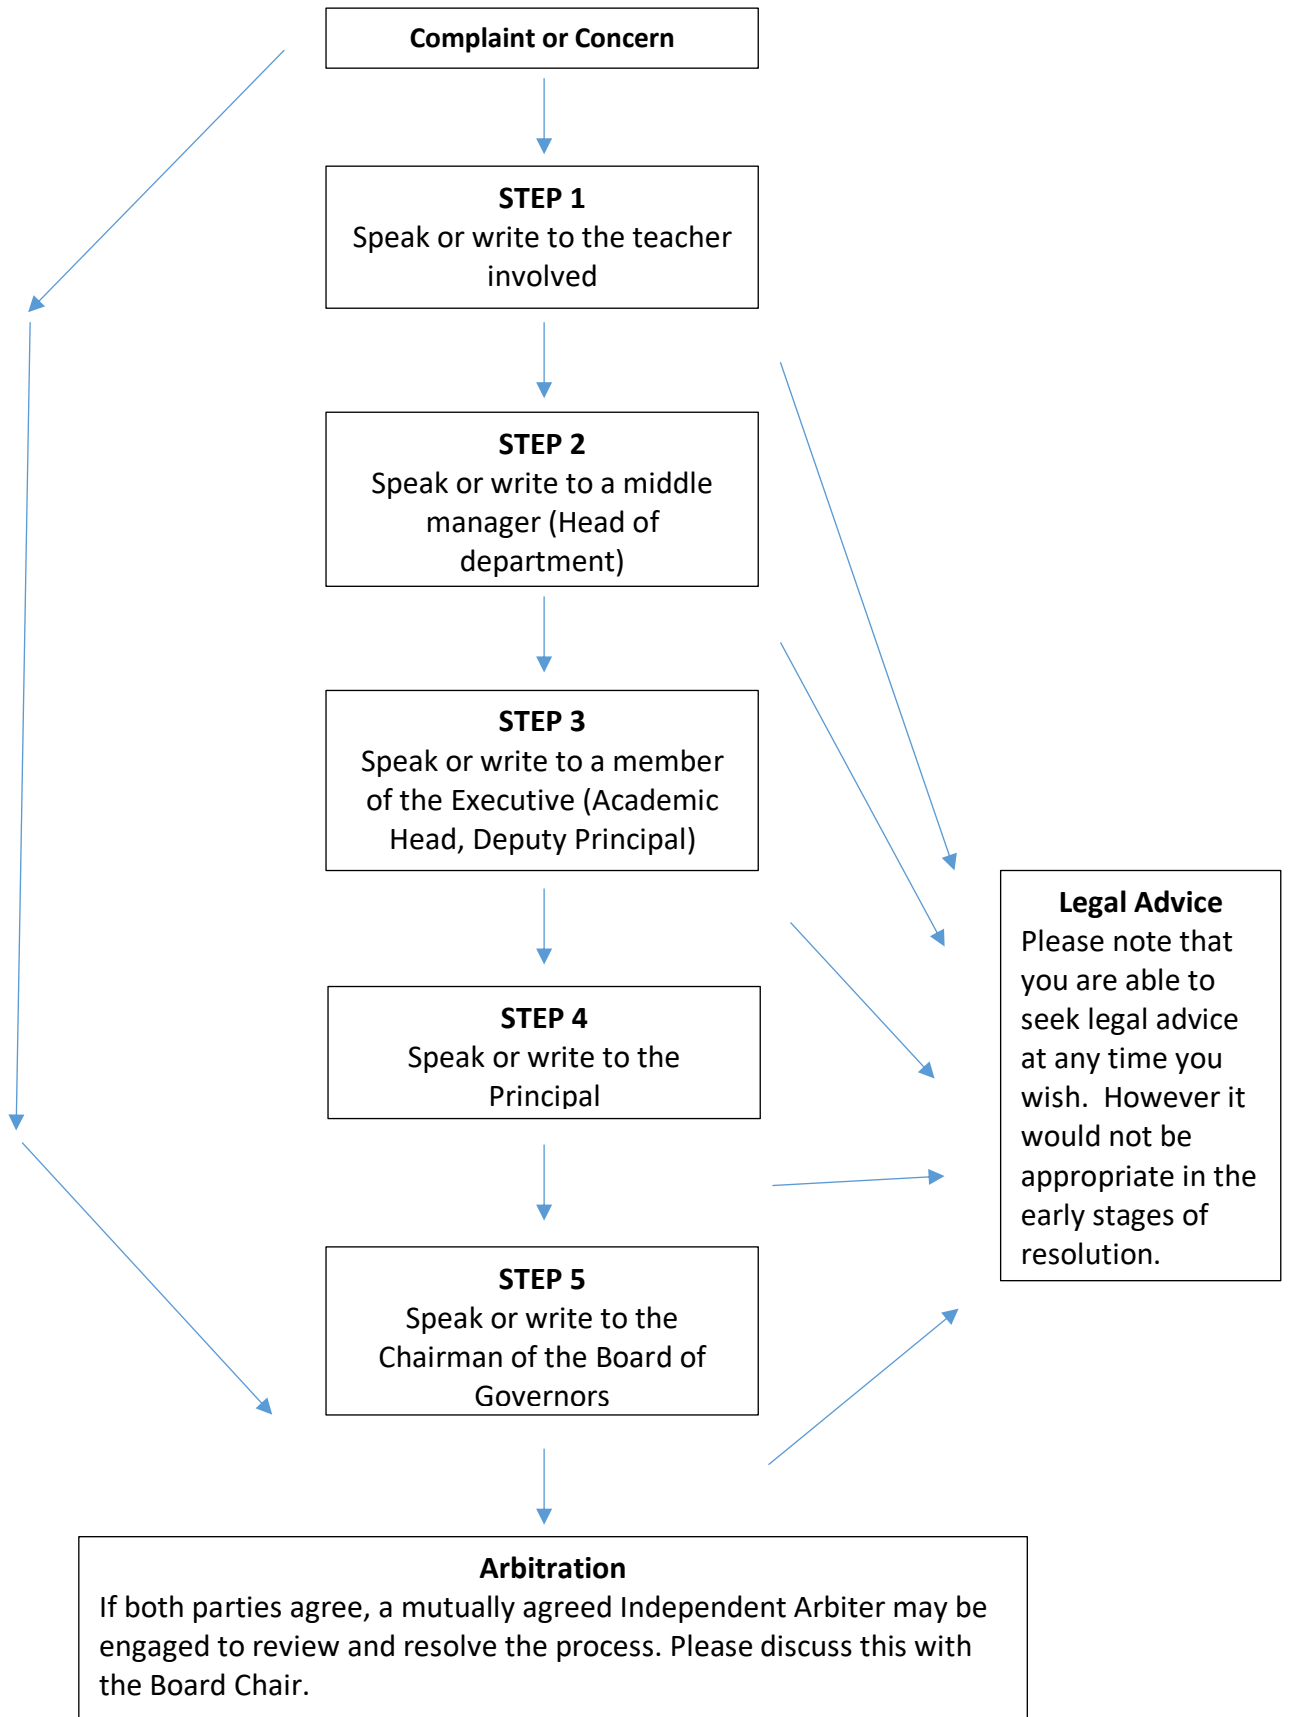 Complaint or Concern
STEP 1
Speak or write to the teacher
involved
STEP 2
Speak or write to a middle
manager (Head of
department)
STEP 3
Speak or write to a member
of the Executive (Academic
Head, Deputy Principal)
STEP 4
Speak or write to the
Principal
STEP 5
Speak or write to the
Chairman of the Board of
Governors
Legal Advice
Please note that
you are able to
seek legal advice
at any time you
wish.  However it
would not be
appropriate in the
early stages of
resolution.
Arbitration
If both parties agree, a mutually agreed Independent Arbiter may be
engaged to review and resolve the process. Please discuss this with
the Board Chair.